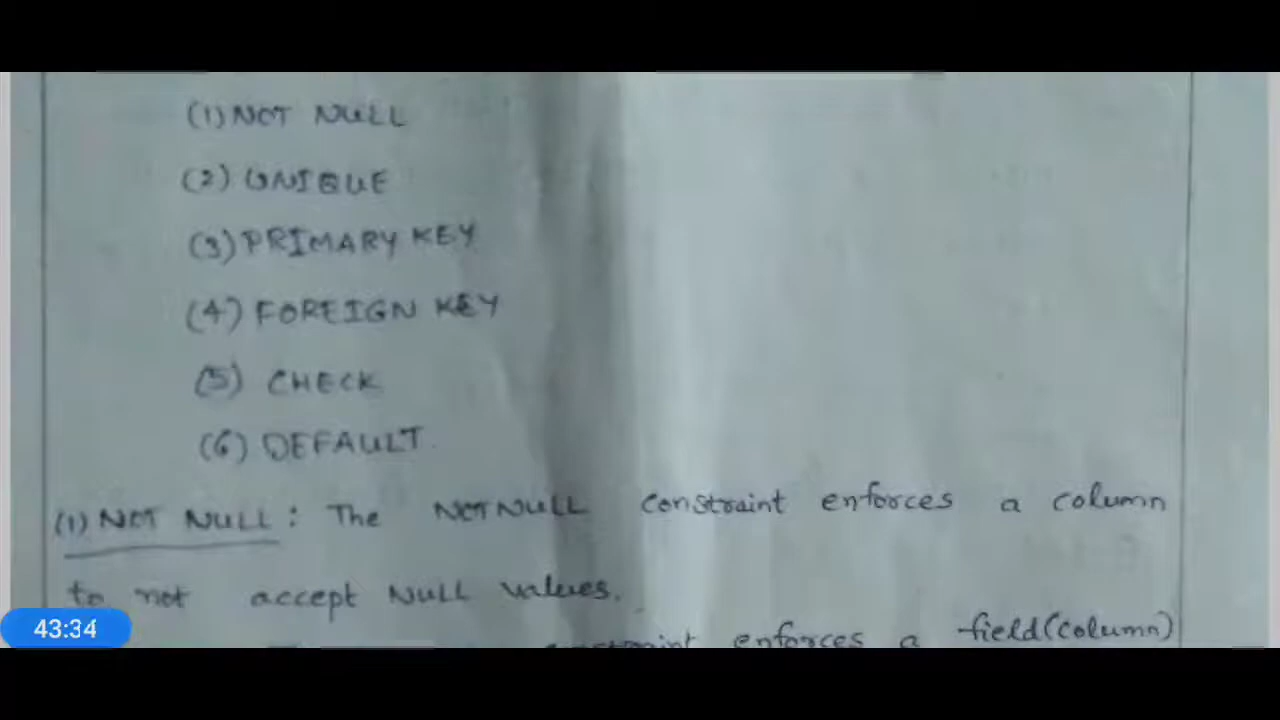 (1) NOT NULL
(2) UNIQUE
(3) PRIMARY KEY
(4) FOREIGN KEY
(5) CHECK
(6) DEFAULT
(1) NOT NULL : The NOTNULL constraint enforces a column
to not accept NULL values.
constraint enforces a field(column)
43:34